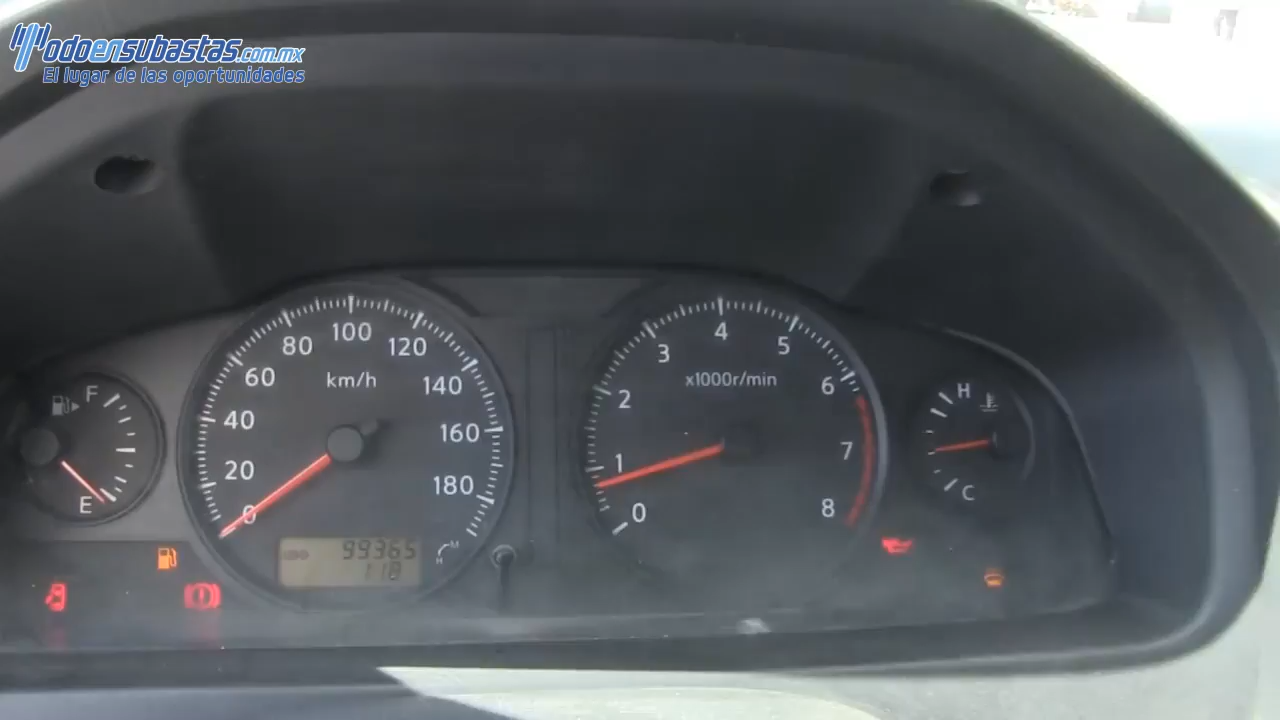 Todoensubastas.com.mx
El lugar de las oportunidades
F
E
0
20
40
60
80
100
120
140
160
180
km/h
99365
118
H
M
0
1
2
3
4
5
6
7
8
x1000r/min
H
C